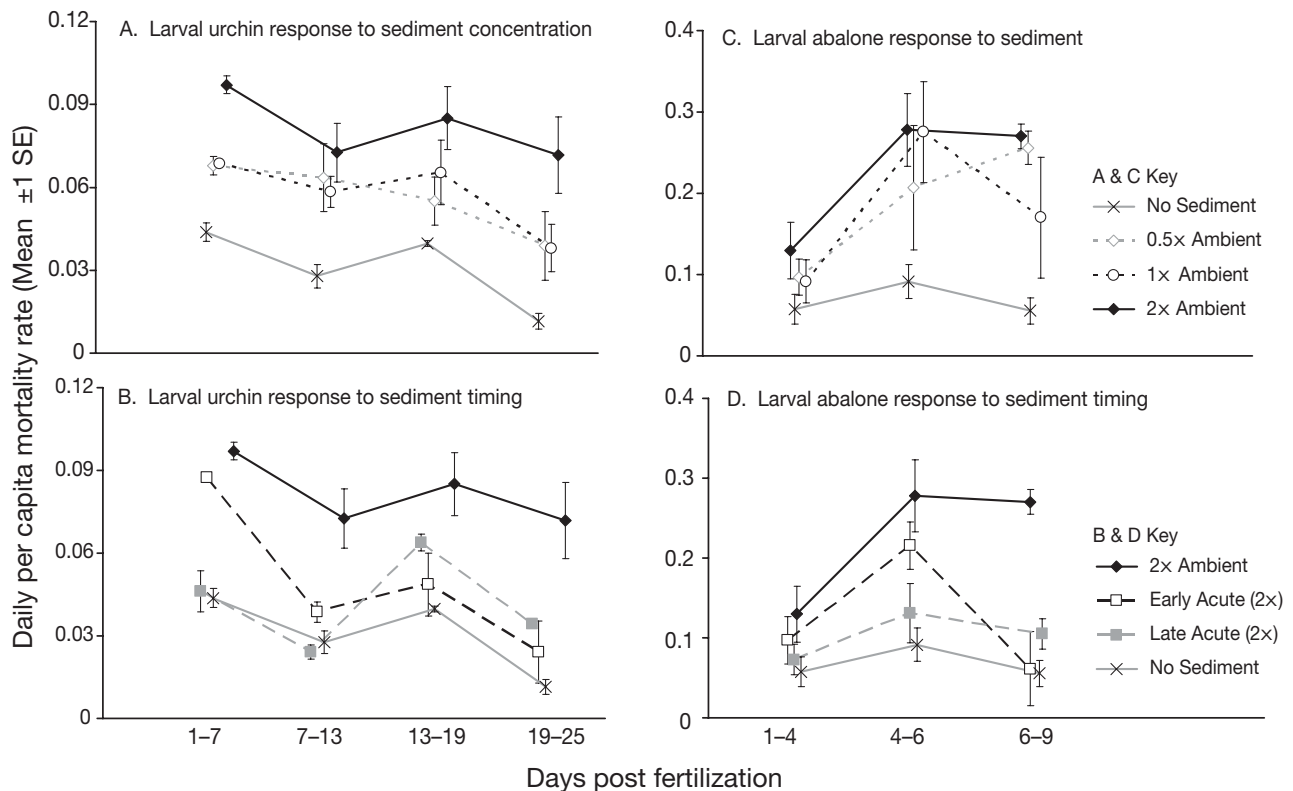 Daily per capita mortality rate (Mean ±1 SE)
A. Larval urchin response to sediment concentration
0.12
0.09
0.06
0.03
0
C. Larval abalone response to sediment
0.4
0.3
0.2
0.1
0
A & C Key
No Sediment
0.5× Ambient
1× Ambient
2× Ambient
B. Larval urchin response to sediment timing
0.12
0.09
0.06
0.03
0
1–7
7–13
13–19
19–25
D. Larval abalone response to sediment timing
0.4
0.3
0.2
0.1
0
1–4
4–6
6–9
B & D Key
2× Ambient
Early Acute (2×)
Late Acute (2×)
No Sediment
Days post fertilization